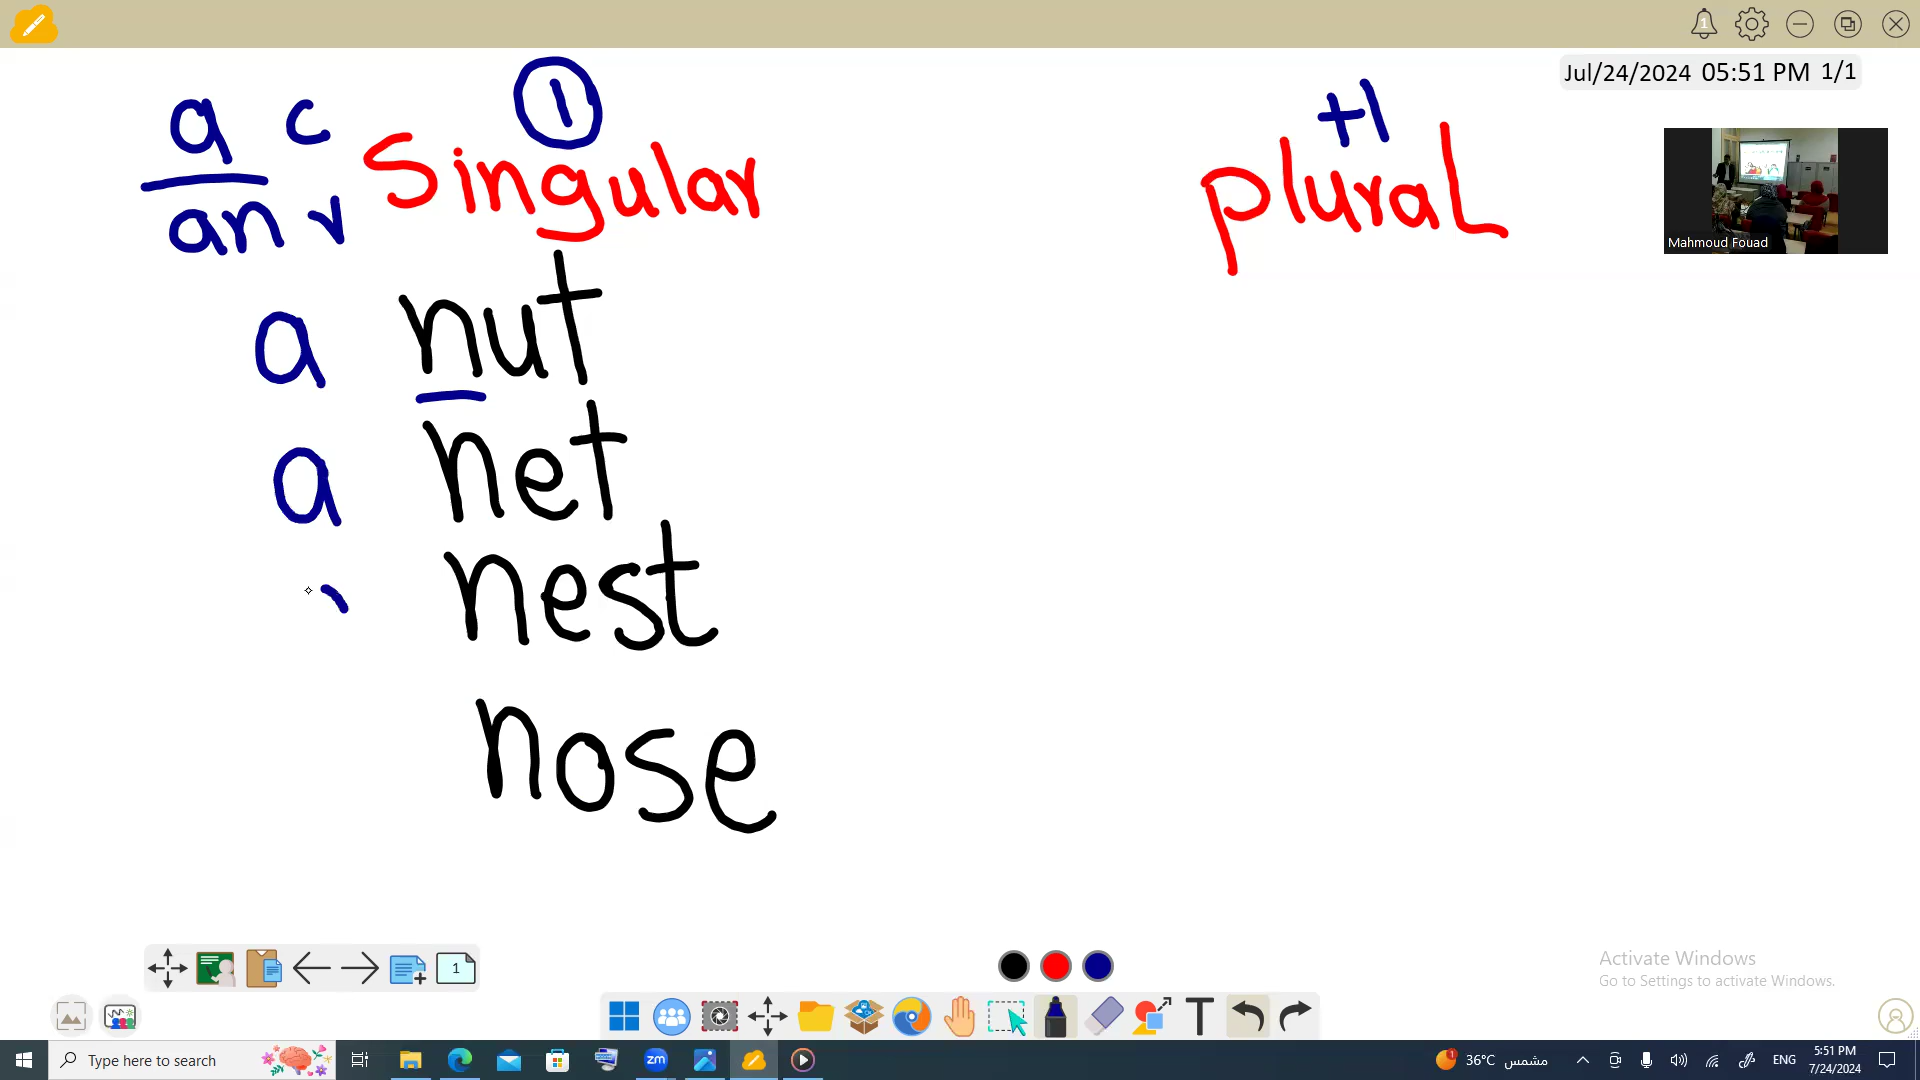 Jul/24/2024 05:51 PM 1/1
a c
an v
1
Singular
+1
plural
Mahmoud Fouad
a nut
a net
nest
nose
1
Activate Windows
Go to Settings to activate Windows.
Type here to search
zm
1
36°C مشمس
ENG
5:51 PM
7/24/2024